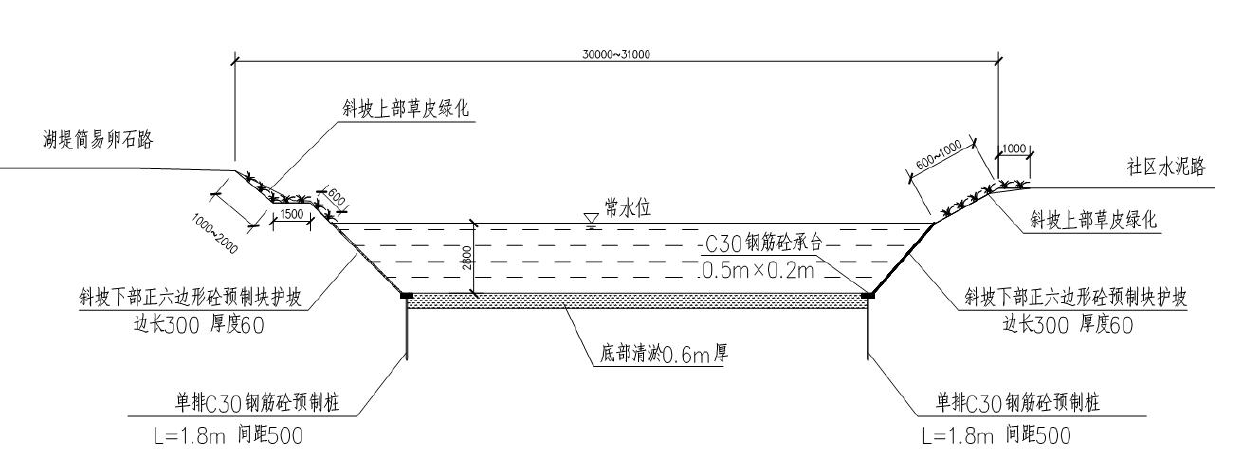 30000~31000
斜坡上部草皮绿化
湖堤简易卵石路
600~1000
1000
社区水泥路
600
1500
1000~2000
常水位
斜坡上部草皮绿化
C30钢筋砼承台
0.5m×0.2m
2800
斜坡下部正六边形砼预制块护坡
边长300 厚度60
斜坡下部正六边形砼预制块护坡
边长300 厚度60
底部清淤0.6m厚
单排C30钢筋砼预制桩
L=1.8m 间距500
单排C30钢筋砼预制桩
L=1.8m 间距500